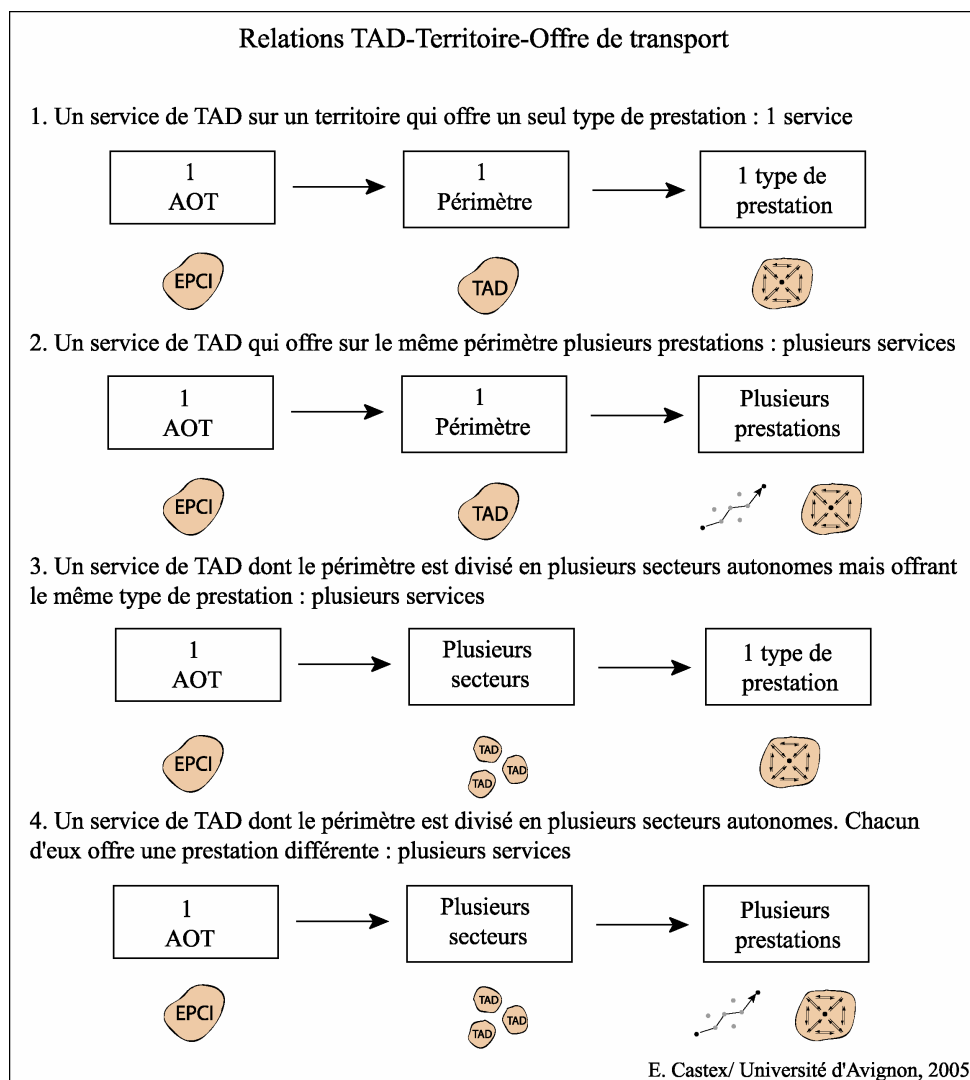 Relations TAD-Territoire-Offre de transport
1. Un service de TAD sur un territoire qui offre un seul type de prestation : 1 service
1
AOT
1
Périmètre
1 type de
prestation
EPCI
TAD
2. Un service de TAD qui offre sur le même périmètre plusieurs prestations : plusieurs services
1
AOT
1
Périmètre
Plusieurs
prestations
EPCI
TAD
3. Un service de TAD dont le périmètre est divisé en plusieurs secteurs autonomes mais offrant
le même type de prestation : plusieurs services
1
AOT
Plusieurs
secteurs
1 type de
prestation
EPCI
TAD
TAD
TAD
4. Un service de TAD dont le périmètre est divisé en plusieurs secteurs autonomes. Chacun
d'eux offre une prestation différente : plusieurs services
1
AOT
Plusieurs
secteurs
Plusieurs
prestations
EPCI
TAD
TAD
TAD
E. Castex/ Université d'Avignon, 2005